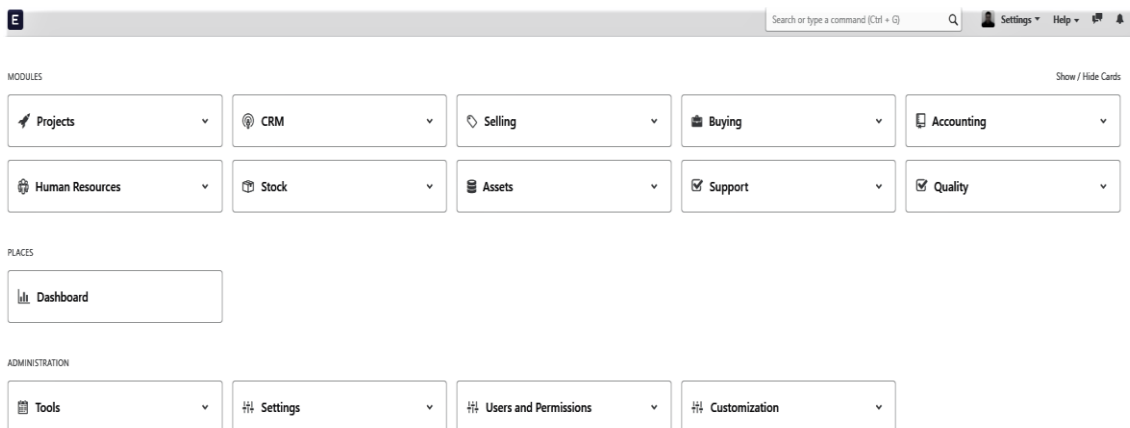 E Search or type a command (Ctrl + G) Settings Help
MODULES Show / Hide Cards
Projects CRM Selling Buying Accounting
Human Resources Stock Assets Support Quality
PLACES
Dashboard
ADMINISTRATION
Tools Settings Users and Permissions Customization